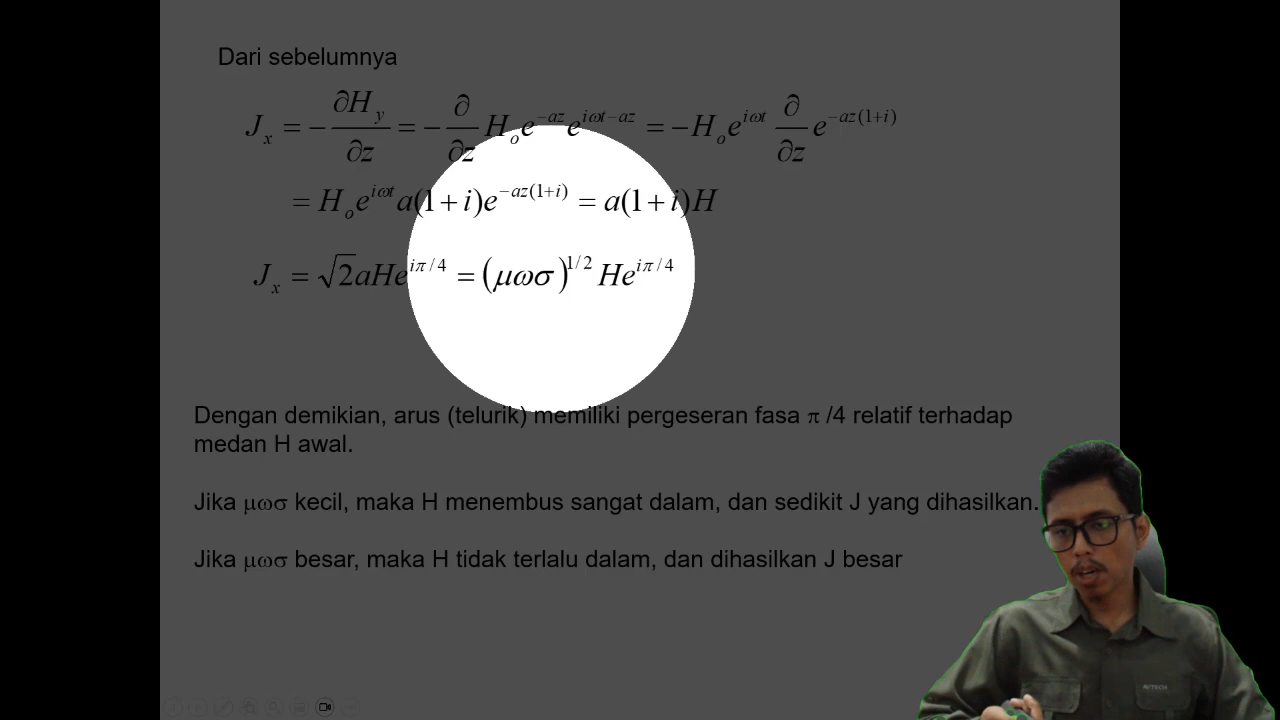 Dari sebelumnya
J_x = -∂H_y/∂z = -∂/∂z H_o e^{-az} e^{iωt-az} = -H_o e^{iωt} ∂/∂z e^{-az(1+i)}
= H_o e^{iωt} a(1+i)e^{-az(1+i)} = a(1+i)H
J_x = √2aHe^{iπ/4} = (μωσ)^{1/2} He^{iπ/4}
Dengan demikian, arus (telurik) memiliki pergeseran fasa π /4 relatif terhadap
medan H awal.
Jika μωσ kecil, maka H menembus sangat dalam, dan sedikit J yang dihasilkan.
Jika μωσ besar, maka H tidak terlalu dalam, dan dihasilkan J besar